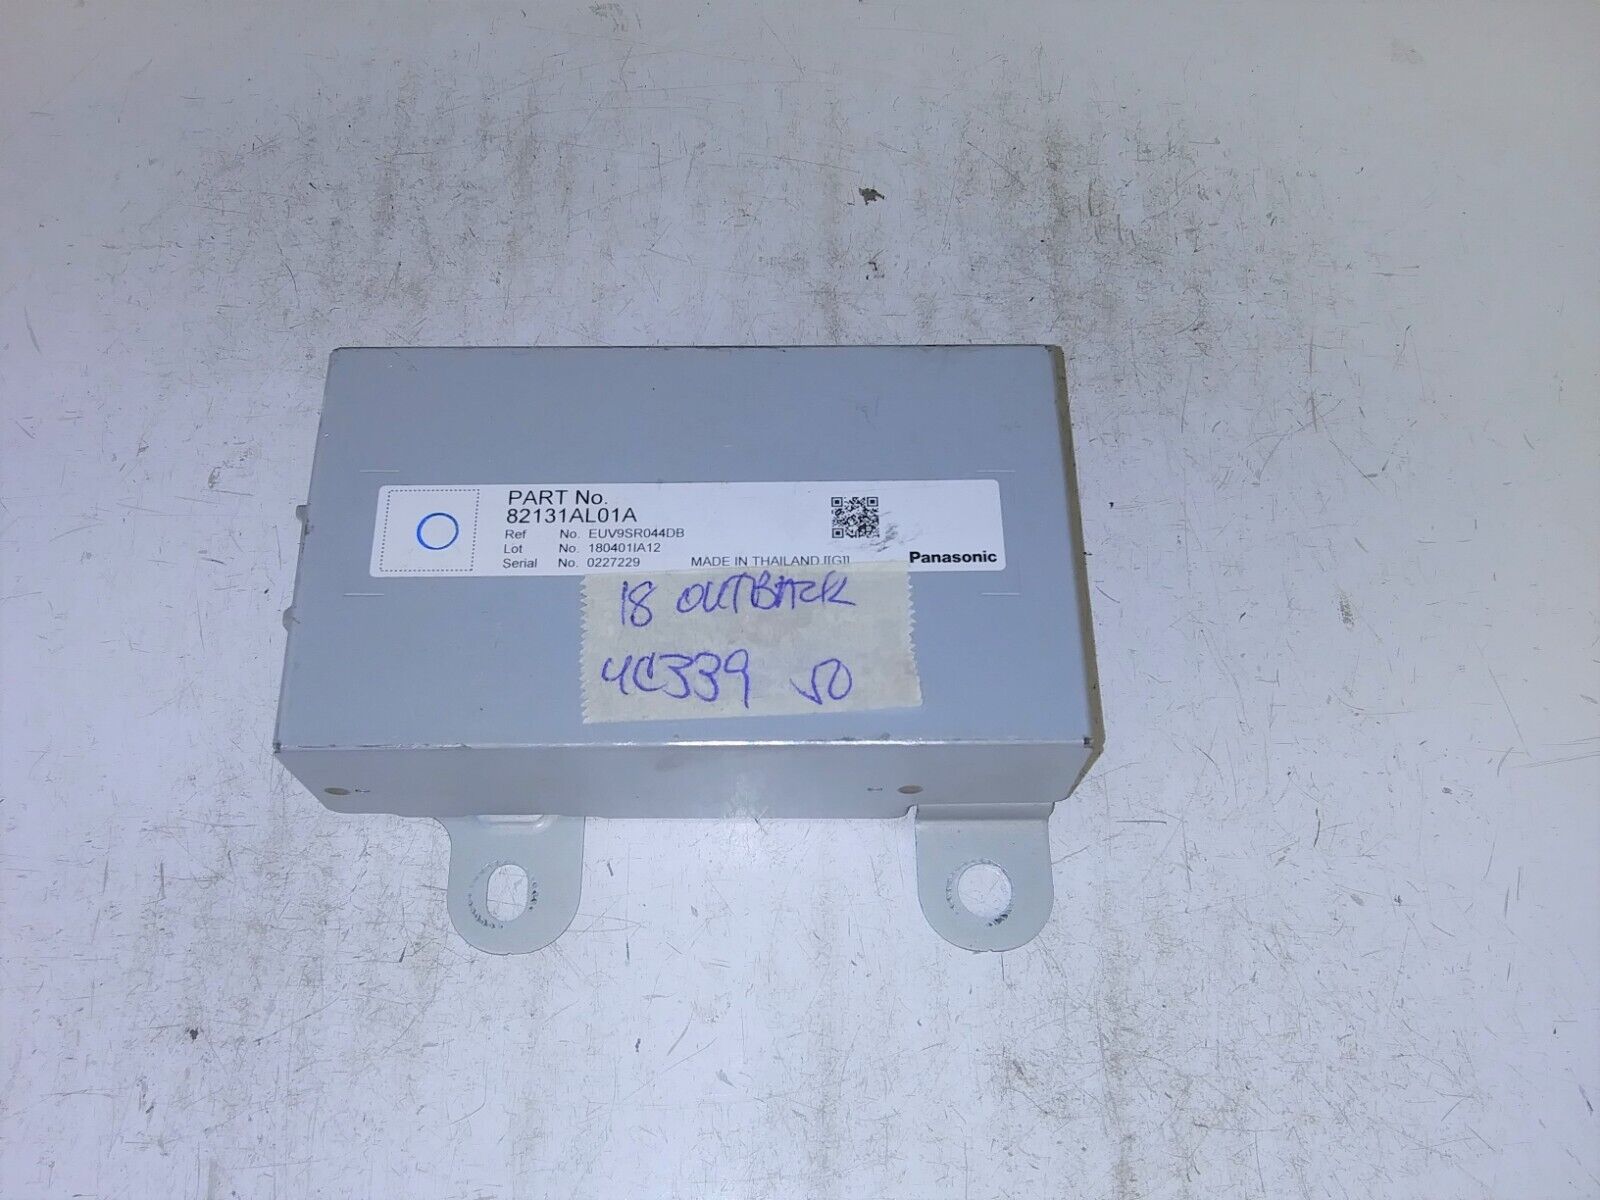 PART No.
82131AL01A
Ref No. EUV9SR044DB
Lot No. 180401IA12
Serial No. 0227229
MADE IN THAILAND [[G]]
Panasonic
18 OUTBACK
4C339 50